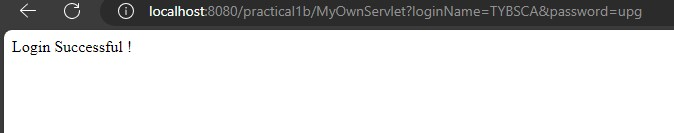 localhost:8080/practical1b/MyOwnServlet?loginName=TYBSCA&password=upg
Login Successful !